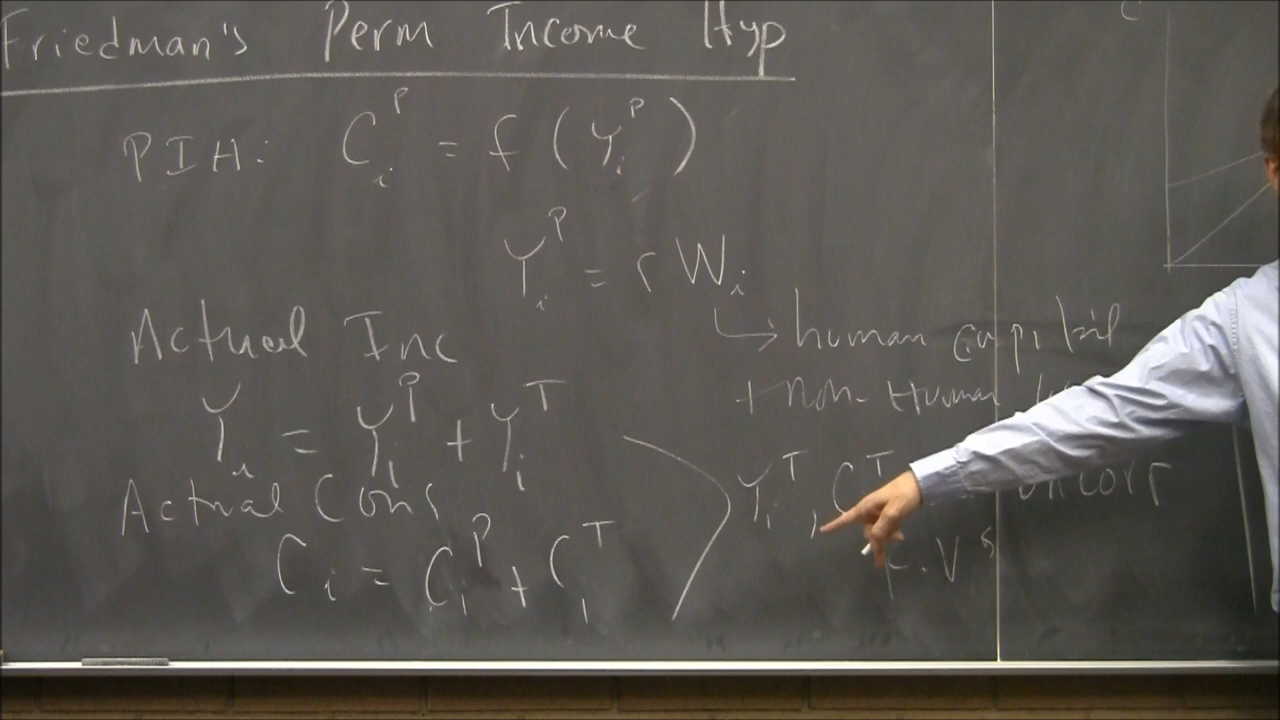 Friedman's Perm Income Hyp
PIH: C_i^P = f (Y_i^P)
Y_i^P = r W_i
↳ human capital
+ Non-Human
Actual Inc
Y_i = Y_i^P + Y_i^T
Actual Cons
C_i = C_i^P + C_i^T
Y_i^T, C^T uncorr
r.v's
C